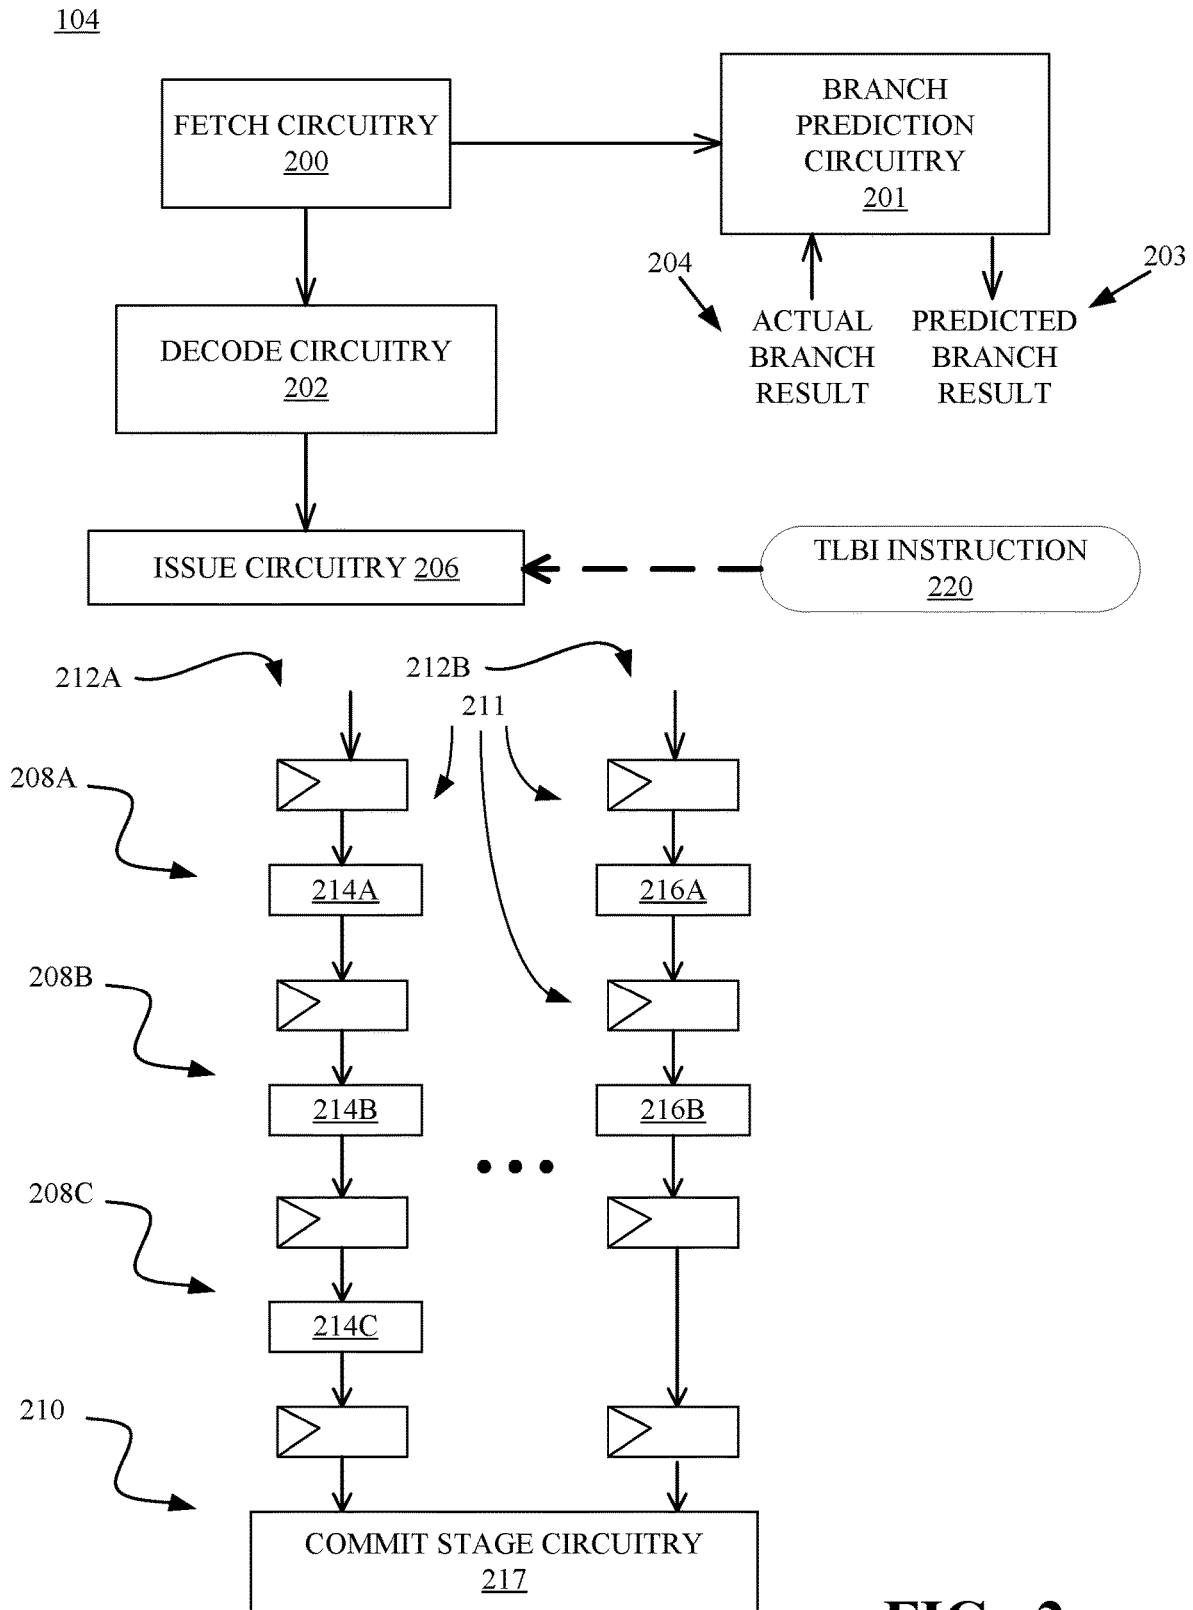 104
FETCH CIRCUITRY
200
BRANCH
PREDICTION
CIRCUITRY
201
204
203
ACTUAL
BRANCH
RESULT
PREDICTED
BRANCH
RESULT
DECODE CIRCUITRY
202
ISSUE CIRCUITRY 206
TLBI INSTRUCTION
220
212A
212B
211
208A
214A
216A
208B
214B
216B
208C
214C
210
COMMIT STAGE CIRCUITRY
217
FIG. 2